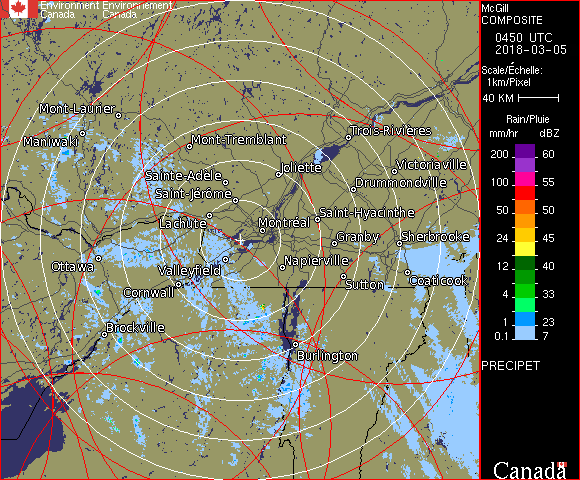 Environment Environnement
Canada Canada
McGill
COMPOSITE
0450 UTC
2018-03-05
Scale/Échelle:
1km/Pixel
40 KM
Rain/Pluie
mm/hr dBZ
200 60
100 55
50 50
24 45
12 40
4 33
1 23
0.1 7
PRECIPET
Canada
Mont-Laurier
Maniwaki
Mont-Tremblant
Trois-Rivières
Sainte-Adèle
Joliette
Victoriaville
Saint-Jérôme
Drummondville
Lachute
Montréal
Saint-Hyacinthe
Granby
Sherbrooke
Ottawa
Valleyfield
Napierville
Cornwall
Sutton
Coaticook
Brockville
Burlington